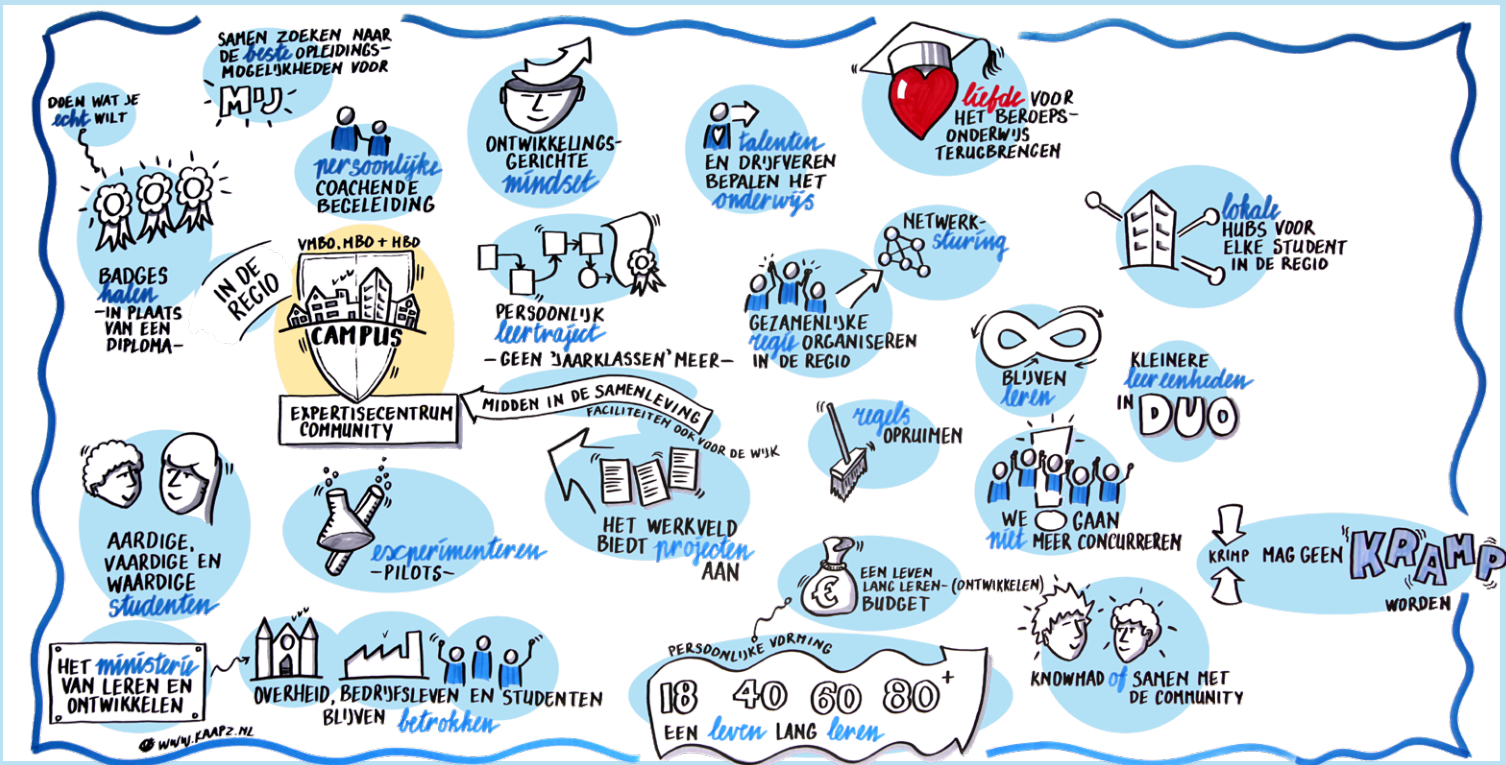 SAMEN ZOEKEN NAAR
DE beste OPLEIDINGS-
MOGELIJKHEDEN VOOR
MIJ
DOEN WAT JE
echt WILT
BADGES
halen
-IN PLAATS
VAN EEN
DIPLOMA-
persoonlijke
COACHENDE
BEGELEIDING
ONTWIKKELINGS-
GERICHTE
mindset
talenten
EN DRIJFVEREN
BEPALEN HET
onderwijs
liefde VOOR
HET BEROEPS-
ONDERWIJS
TERUGBRENGEN
lokale
HUBS VOOR
ELKE STUDENT
IN DE REGIO
IN DE
REGIO
VMBO, MBO + HBO
CAMPUS
EXPERTISECENTRUM
COMMUNITY
PERSOONLIJK
leertraject
-GEEN 'JAARKLASSEN' MEER-
MIDDEN IN DE SAMENLEVING
FACILITEITEN OOK VOOR DE WIJK
NETWERK-
sturing
GEZAMENLIJKE
regie ORGANISEREN
IN DE REGIO
BLIJVEN
leren
KLEINERE
leereenheden
IN DUO
regels
OPRUIMEN
AARDIGE,
VAARDIGE EN
WAARDIGE
studenten
experimenteren
-PILOTS-
HET WERKVELD
BIEDT projecten
AAN
WE GAAN
niet MEER CONCURREREN
KRIMP MAG GEEN KRAMP
WORDEN
€
EEN LEVEN
LANG LEREN-(ONTWIKKELEN)
BUDGET
HET ministerie
VAN LEREN EN
ONTWIKKELEN
OVERHEID, BEDRIJFSLEVEN EN STUDENTEN
BLIJVEN betrokken
PERSOONLIJKE VORMING
18 40 60 80+
EEN leven LANG leren
KNOWMAD of SAMEN MET
DE COMMUNITY
WWW.KAAPZ.NL